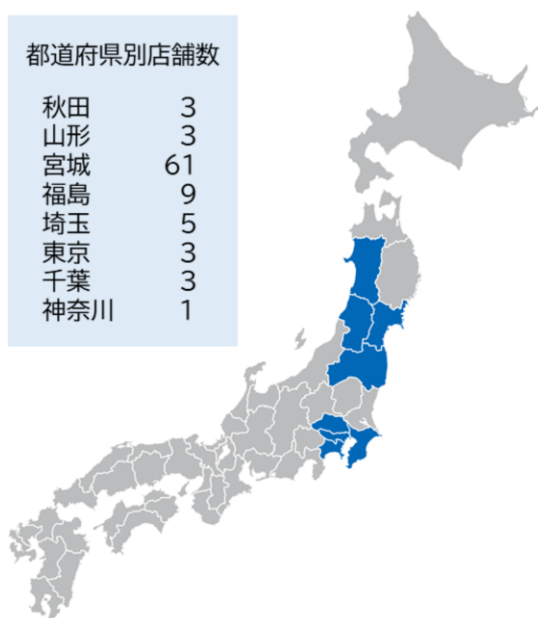 都道府県別店舗数
秋田 3
山形 3
宮城 61
福島 9
埼玉 5
東京 3
千葉 3
神奈川 1